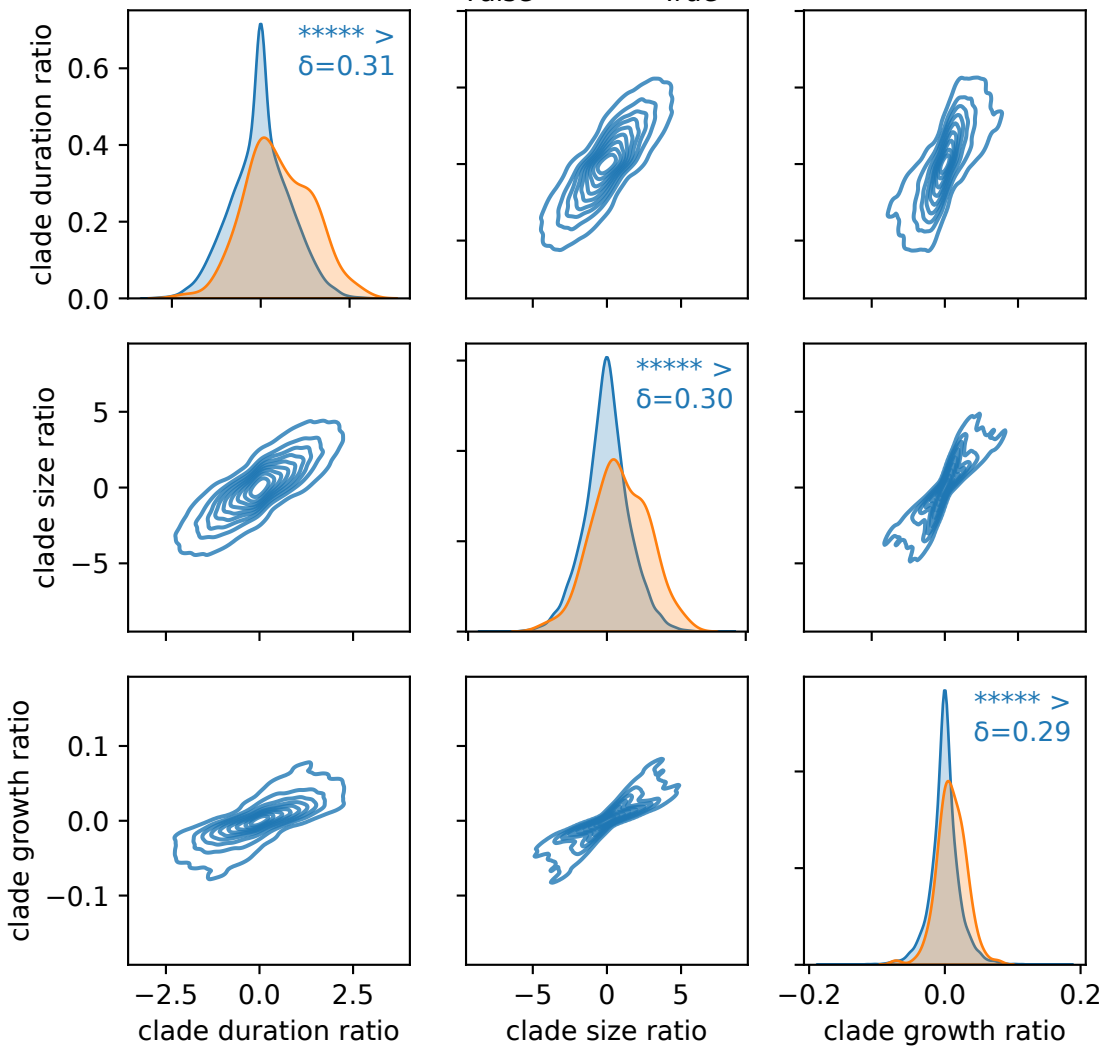 ***** >
δ=0.31
clade duration ratio
0.6
0.4
0.2
0.0
***** >
δ=0.30
clade size ratio
5
0
−5
***** >
δ=0.29
clade growth ratio
0.1
0.0
−0.1
−2.5 0.0 2.5 −5 0 5 −0.2 0.0 0.2
clade duration ratio clade size ratio clade growth ratio